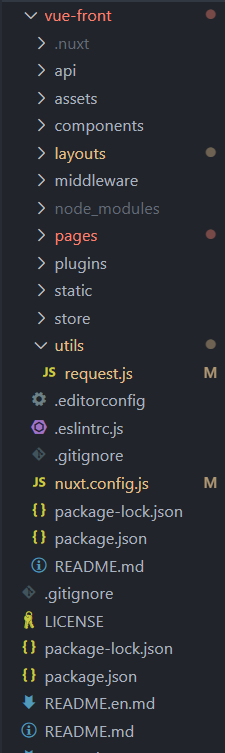 vue-front
.nuxt
api
assets
components
layouts
middleware
node_modules
pages
plugins
static
store
utils
JS request.js M
.editorconfig
.eslintrc.js
.gitignore
JS nuxt.config.js M
{} package-lock.json
{} package.json
README.md
.gitignore
LICENSE
{} package-lock.json
{} package.json
README.en.md
README.md